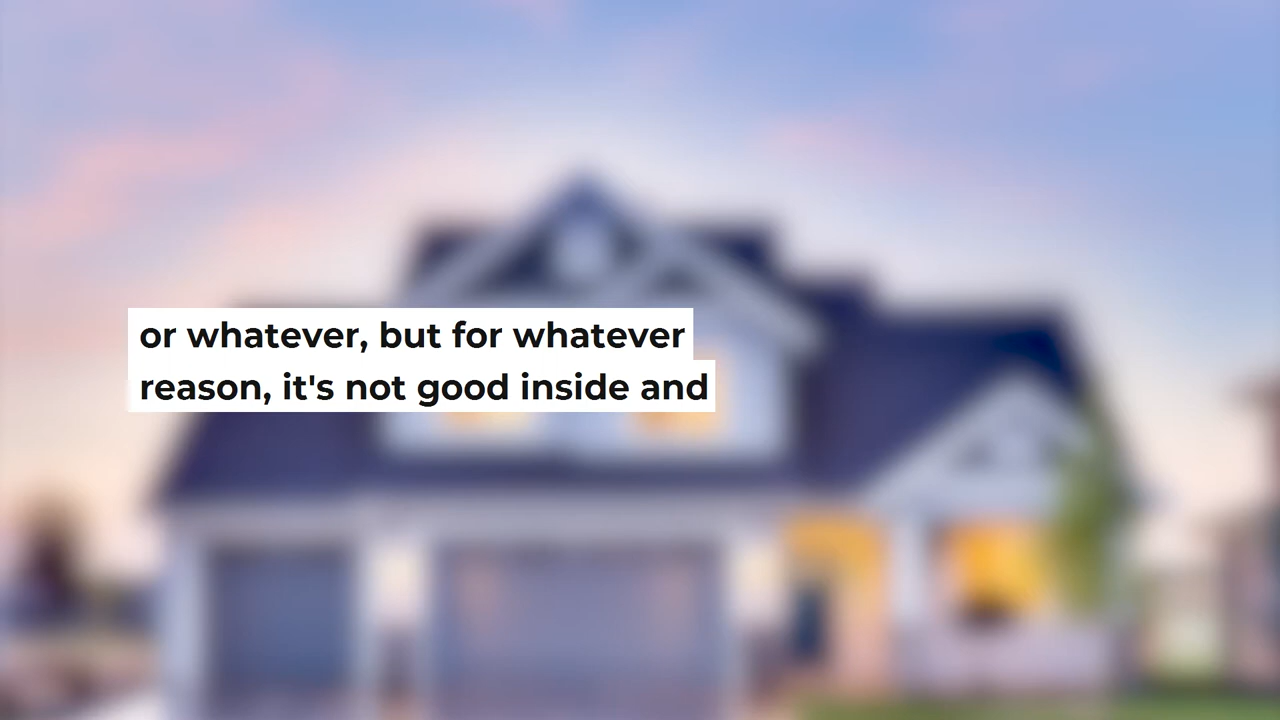 or whatever, but for whatever
reason, it's not good inside and